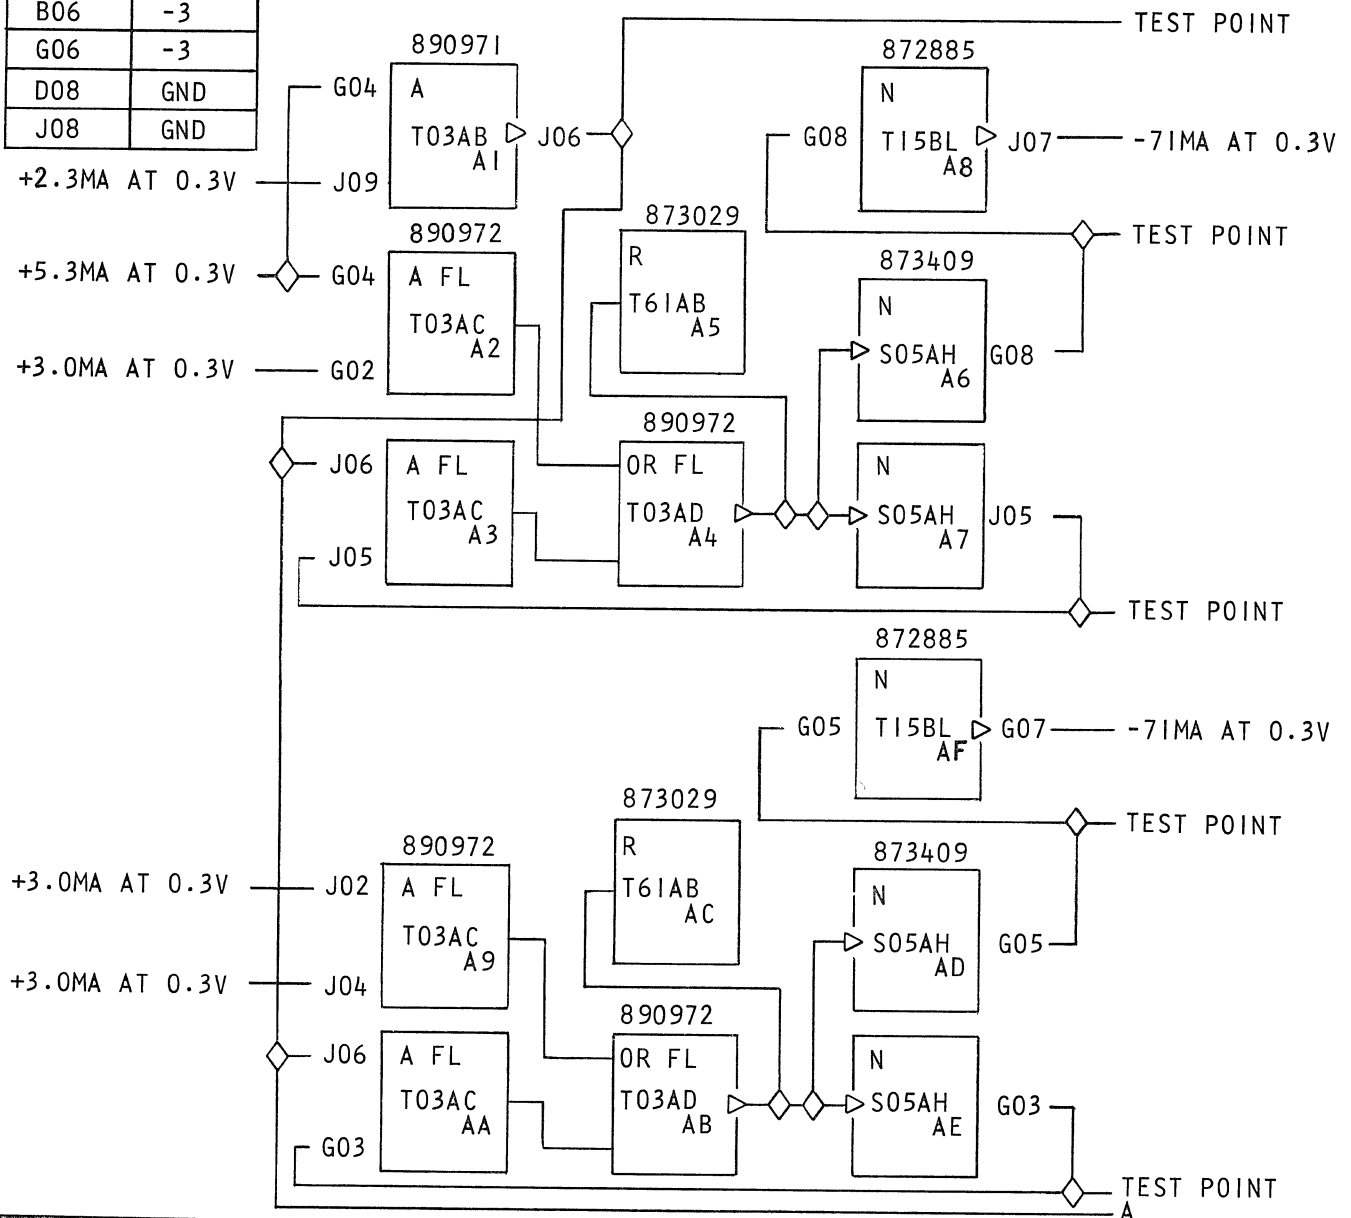 B06 -3
G06 -3
D08 GND
J08 GND
TEST POINT
890971
G04
A
T03AB
A1
J06
872885
G08
N
T15BL
A8
J07
-71MA AT 0.3V
+2.3MA AT 0.3V
J09
TEST POINT
890972
+5.3MA AT 0.3V
G04
A FL
T03AC
A2
+3.0MA AT 0.3V
G02
873029
R
T61AB
A5
873409
N
S05AH
A6
G08
890972
J06
A FL
T03AC
A3
J05
OR FL
T03AD
A4
N
S05AH
A7
J05
TEST POINT
872885
G05
N
T15BL
AF
G07
-71MA AT 0.3V
TEST POINT
873029
R
T61AB
AC
890972
+3.0MA AT 0.3V
J02
A FL
T03AC
A9
+3.0MA AT 0.3V
J04
873409
N
S05AH
AD
G05
890972
J06
A FL
T03AC
AA
G03
OR FL
T03AD
AB
N
S05AH
AE
G03
TEST POINT
A